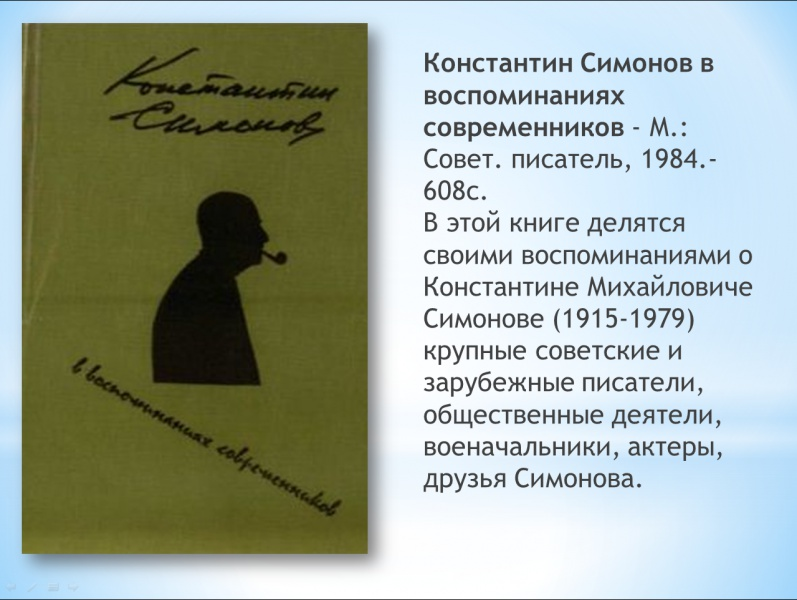 Константин
Симонов
в воспоминаниях современников
Константин Симонов в
воспоминаниях
современников - М.:
Совет. писатель, 1984.-
608с.
В этой книге делятся
своими воспоминаниями о
Константине Михайловиче
Симонове (1915-1979)
крупные советские и
зарубежные писатели,
общественные деятели,
военачальники, актеры,
друзья Симонова.